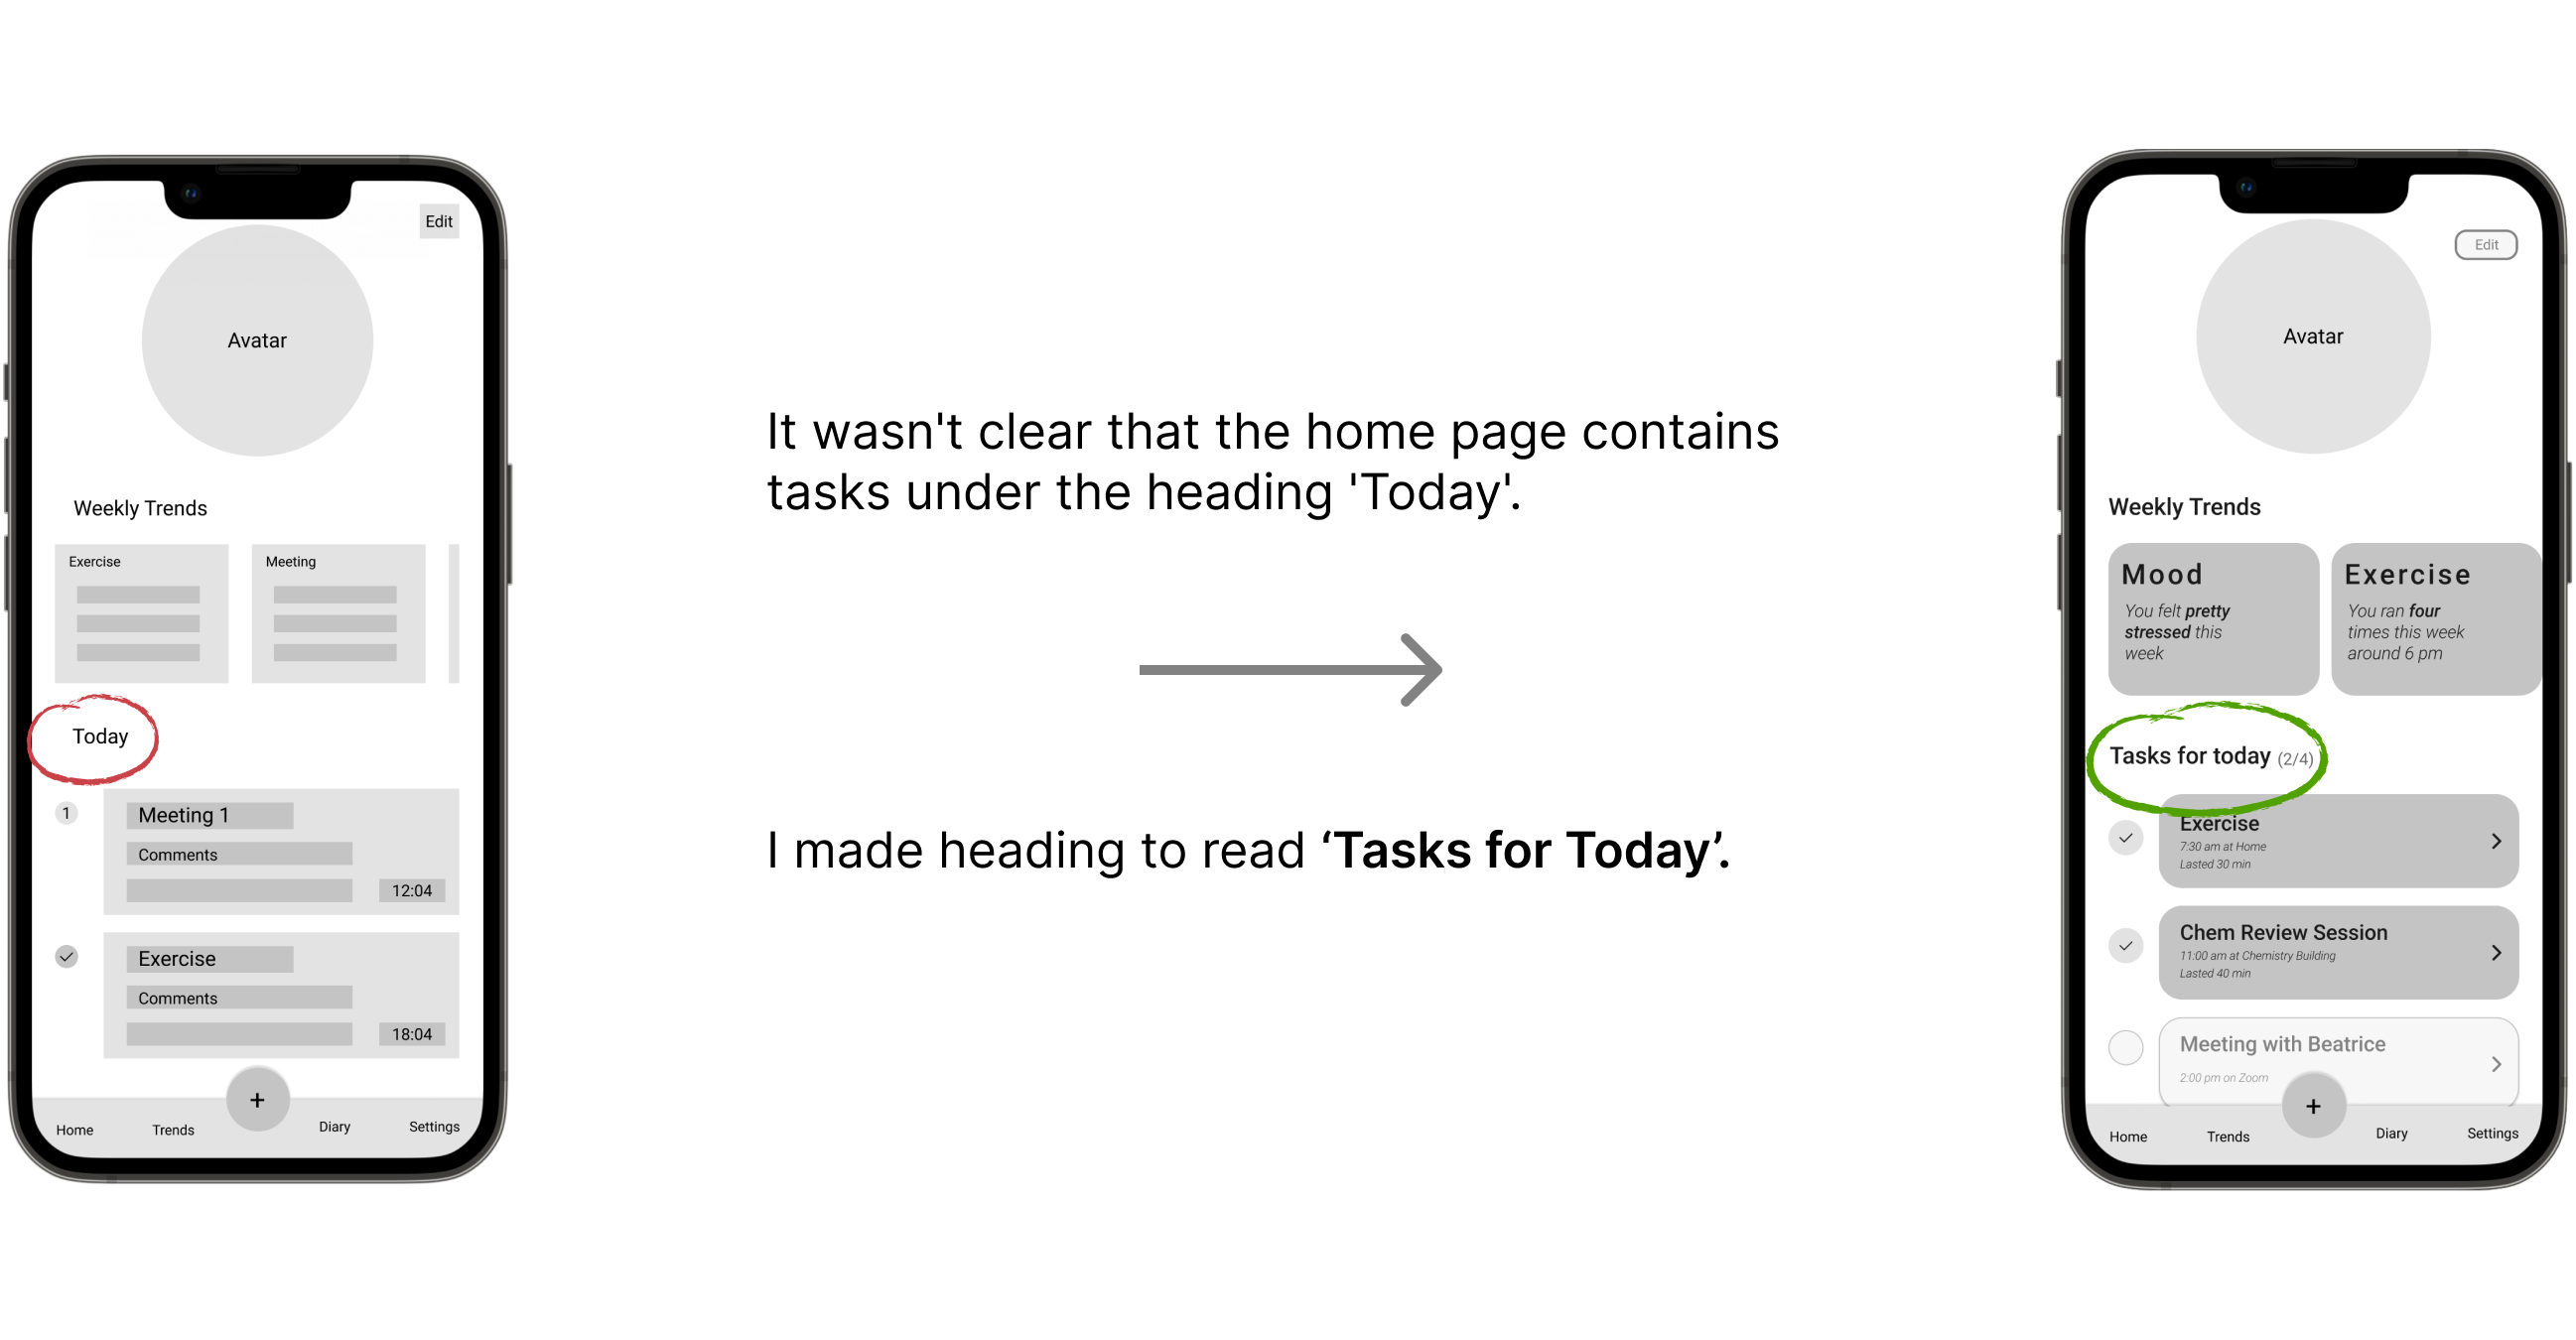 Edit
Avatar
Weekly Trends
Exercise
Meeting
Today
1
Meeting 1
Comments
12:04
Exercise
Comments
18:04
+
Home
Trends
Diary
Settings
It wasn't clear that the home page contains
tasks under the heading 'Today'.
I made heading to read ‘Tasks for Today’.
Edit
Avatar
Weekly Trends
Mood
You felt pretty
stressed this
week
Exercise
You ran four
times this week
around 6 pm
Tasks for today (2/4)
Exercise
7:30 am at Home
Lasted 30 min
Chem Review Session
11:00 am at Chemistry Building
Lasted 40 min
Meeting with Beatrice
2:00 pm on Zoom
+
Home
Trends
Diary
Settings